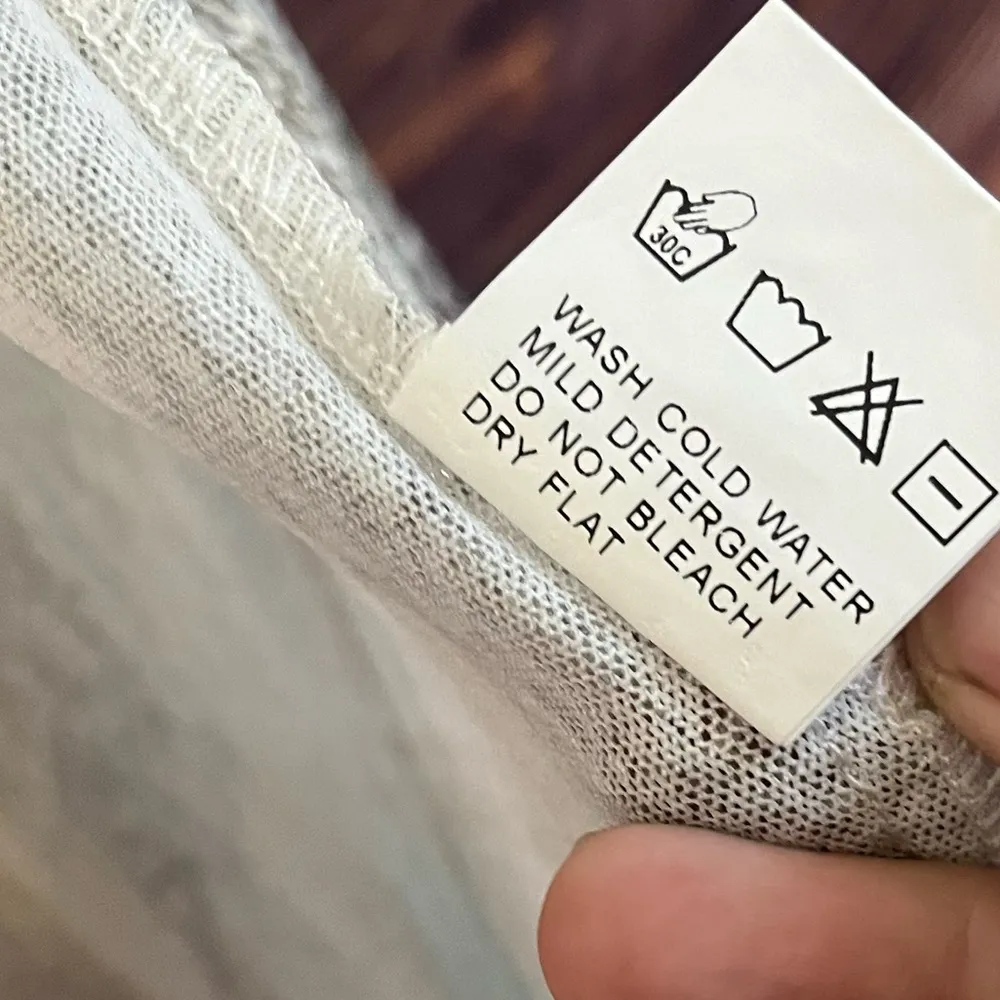 30C
WASH COLD WATER
MILD DETERGENT
DO NOT BLEACH
DRY FLAT